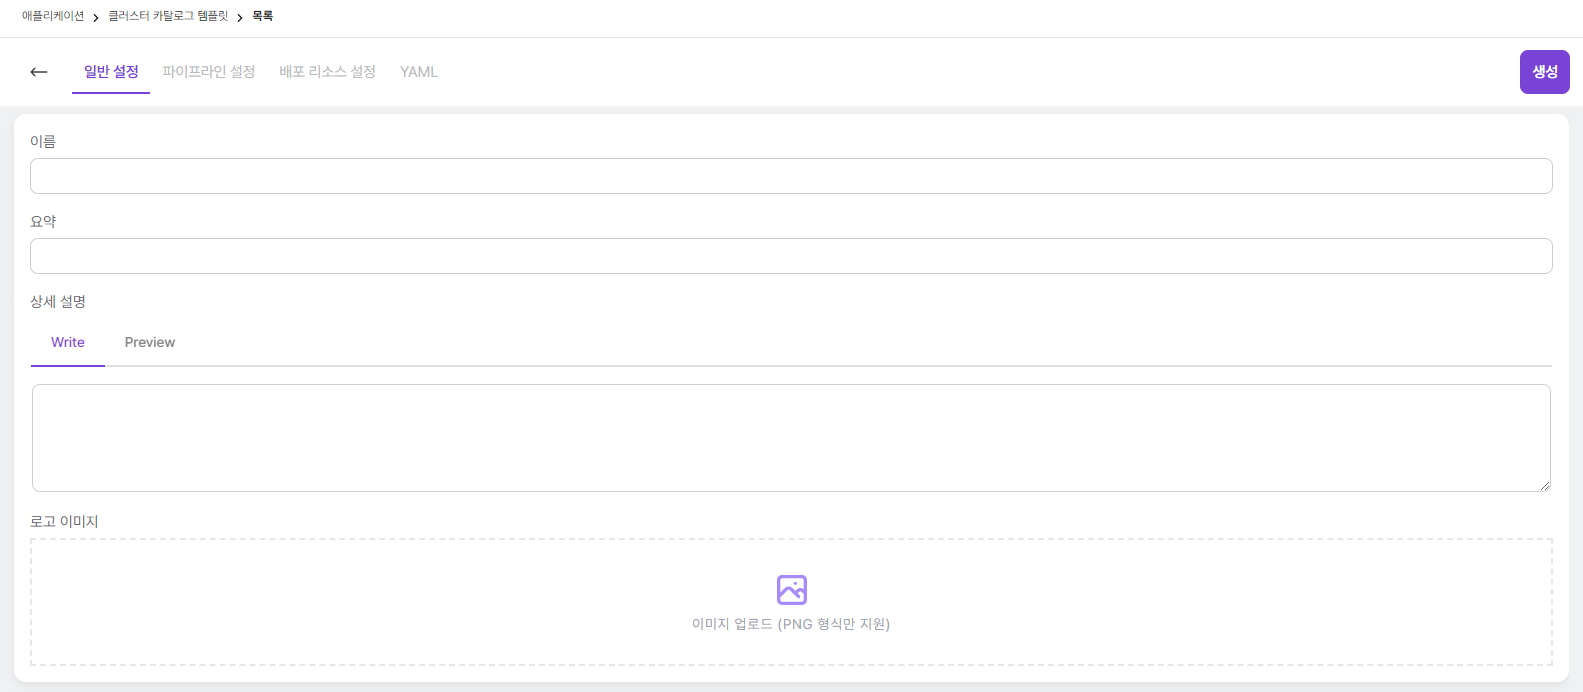 애플리케이션 > 클러스터 카탈로그 템플릿 > 목록
일반 설정 파이프라인 설정 배포 리소스 설정 YAML 생성
이름
요약
상세 설명
Write Preview
로고 이미지
이미지 업로드 (PNG 형식만 지원)